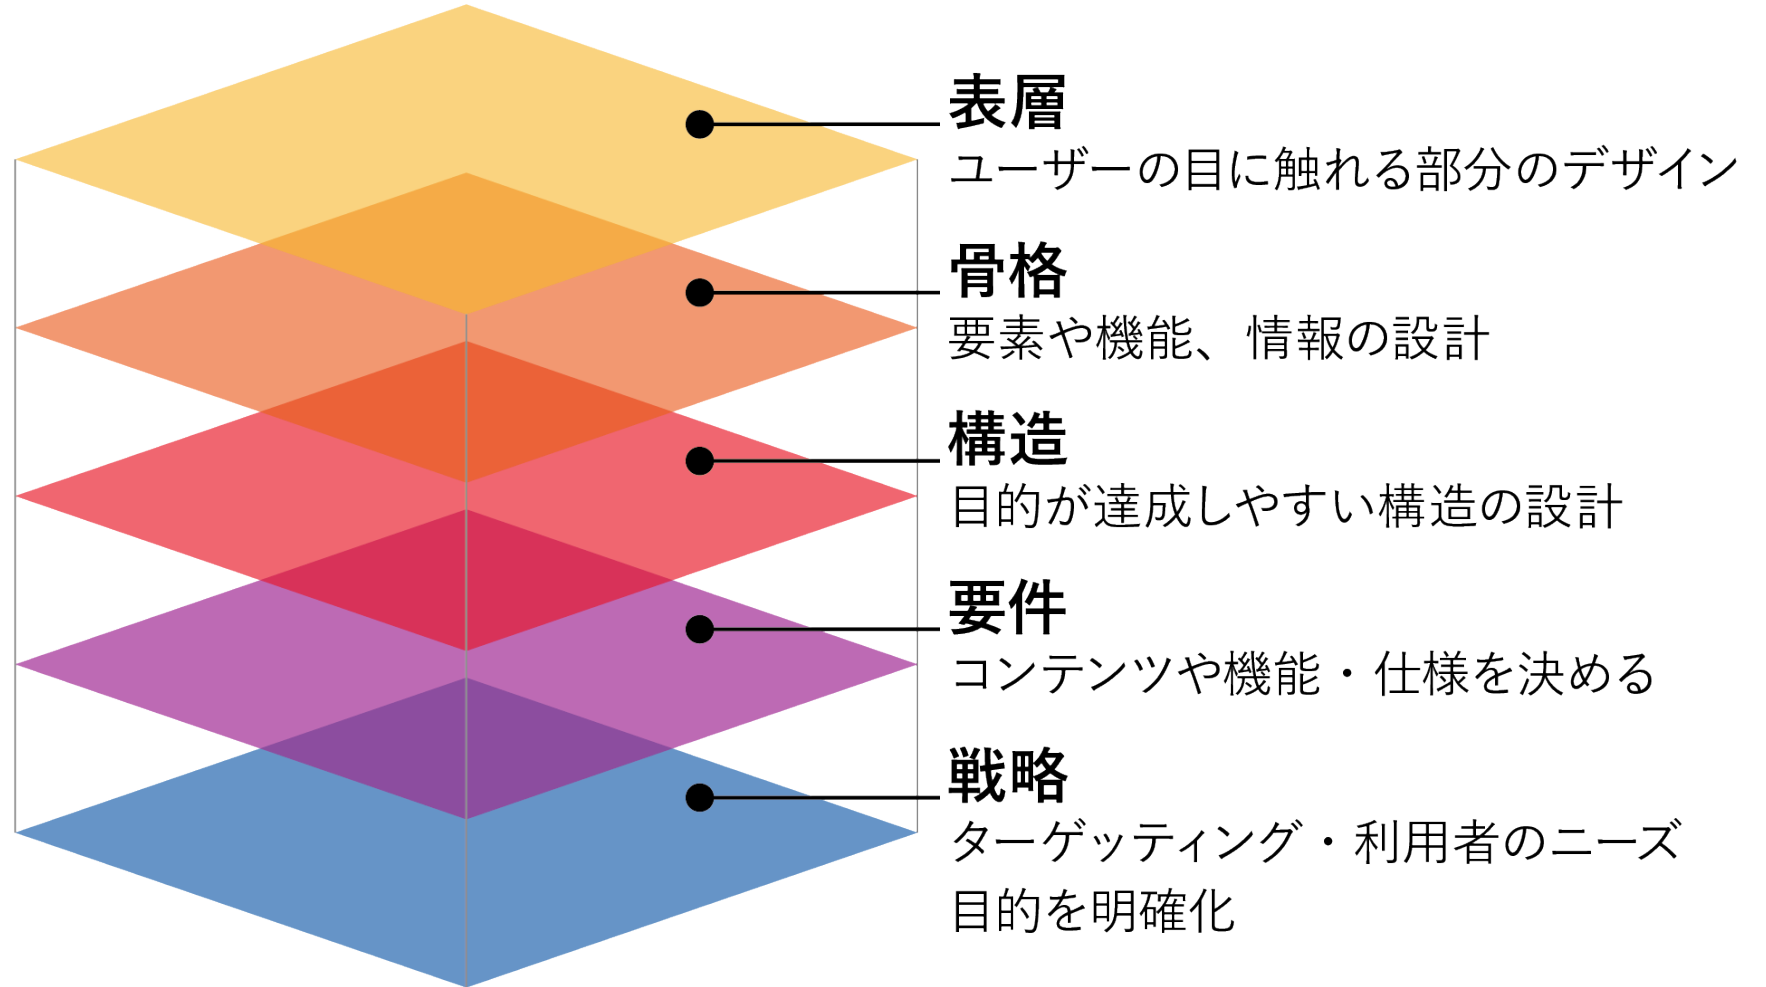 表層
ユーザーの目に触れる部分のデザイン
骨格
要素や機能、情報の設計
構造
目的が達成しやすい構造の設計
要件
コンテンツや機能・仕様を決める
戦略
ターゲッティング・利用者のニーズ
目的を明確化